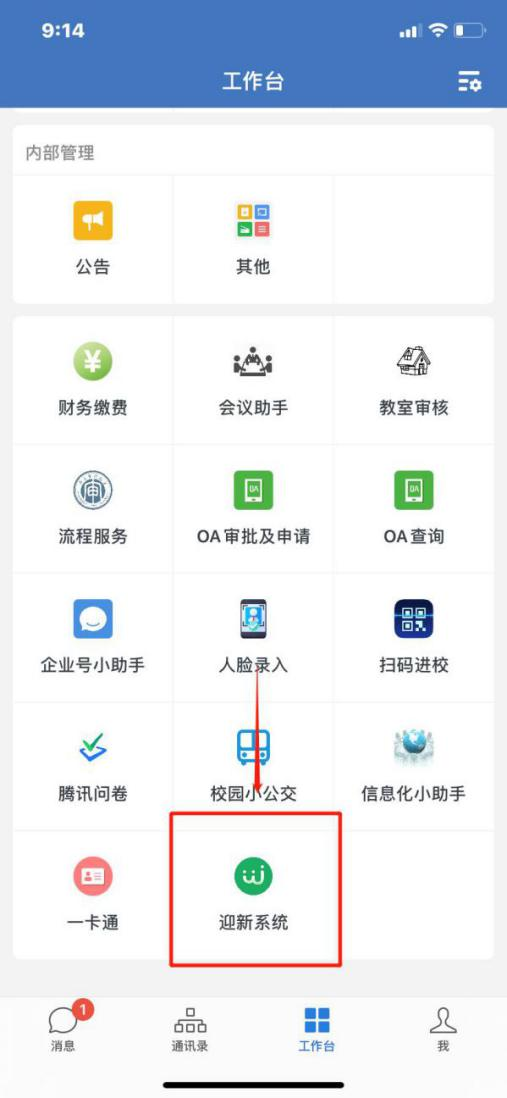 9:14
工作台
内部管理
公告
其他
财务缴费
会议助手
教室审核
流程服务
OA审批及申请
OA查询
企业号小助手
人脸录入
扫码进校
腾讯问卷
校园小公交
信息化小助手
一卡通
迎新系统
1
消息
通讯录
工作台
我